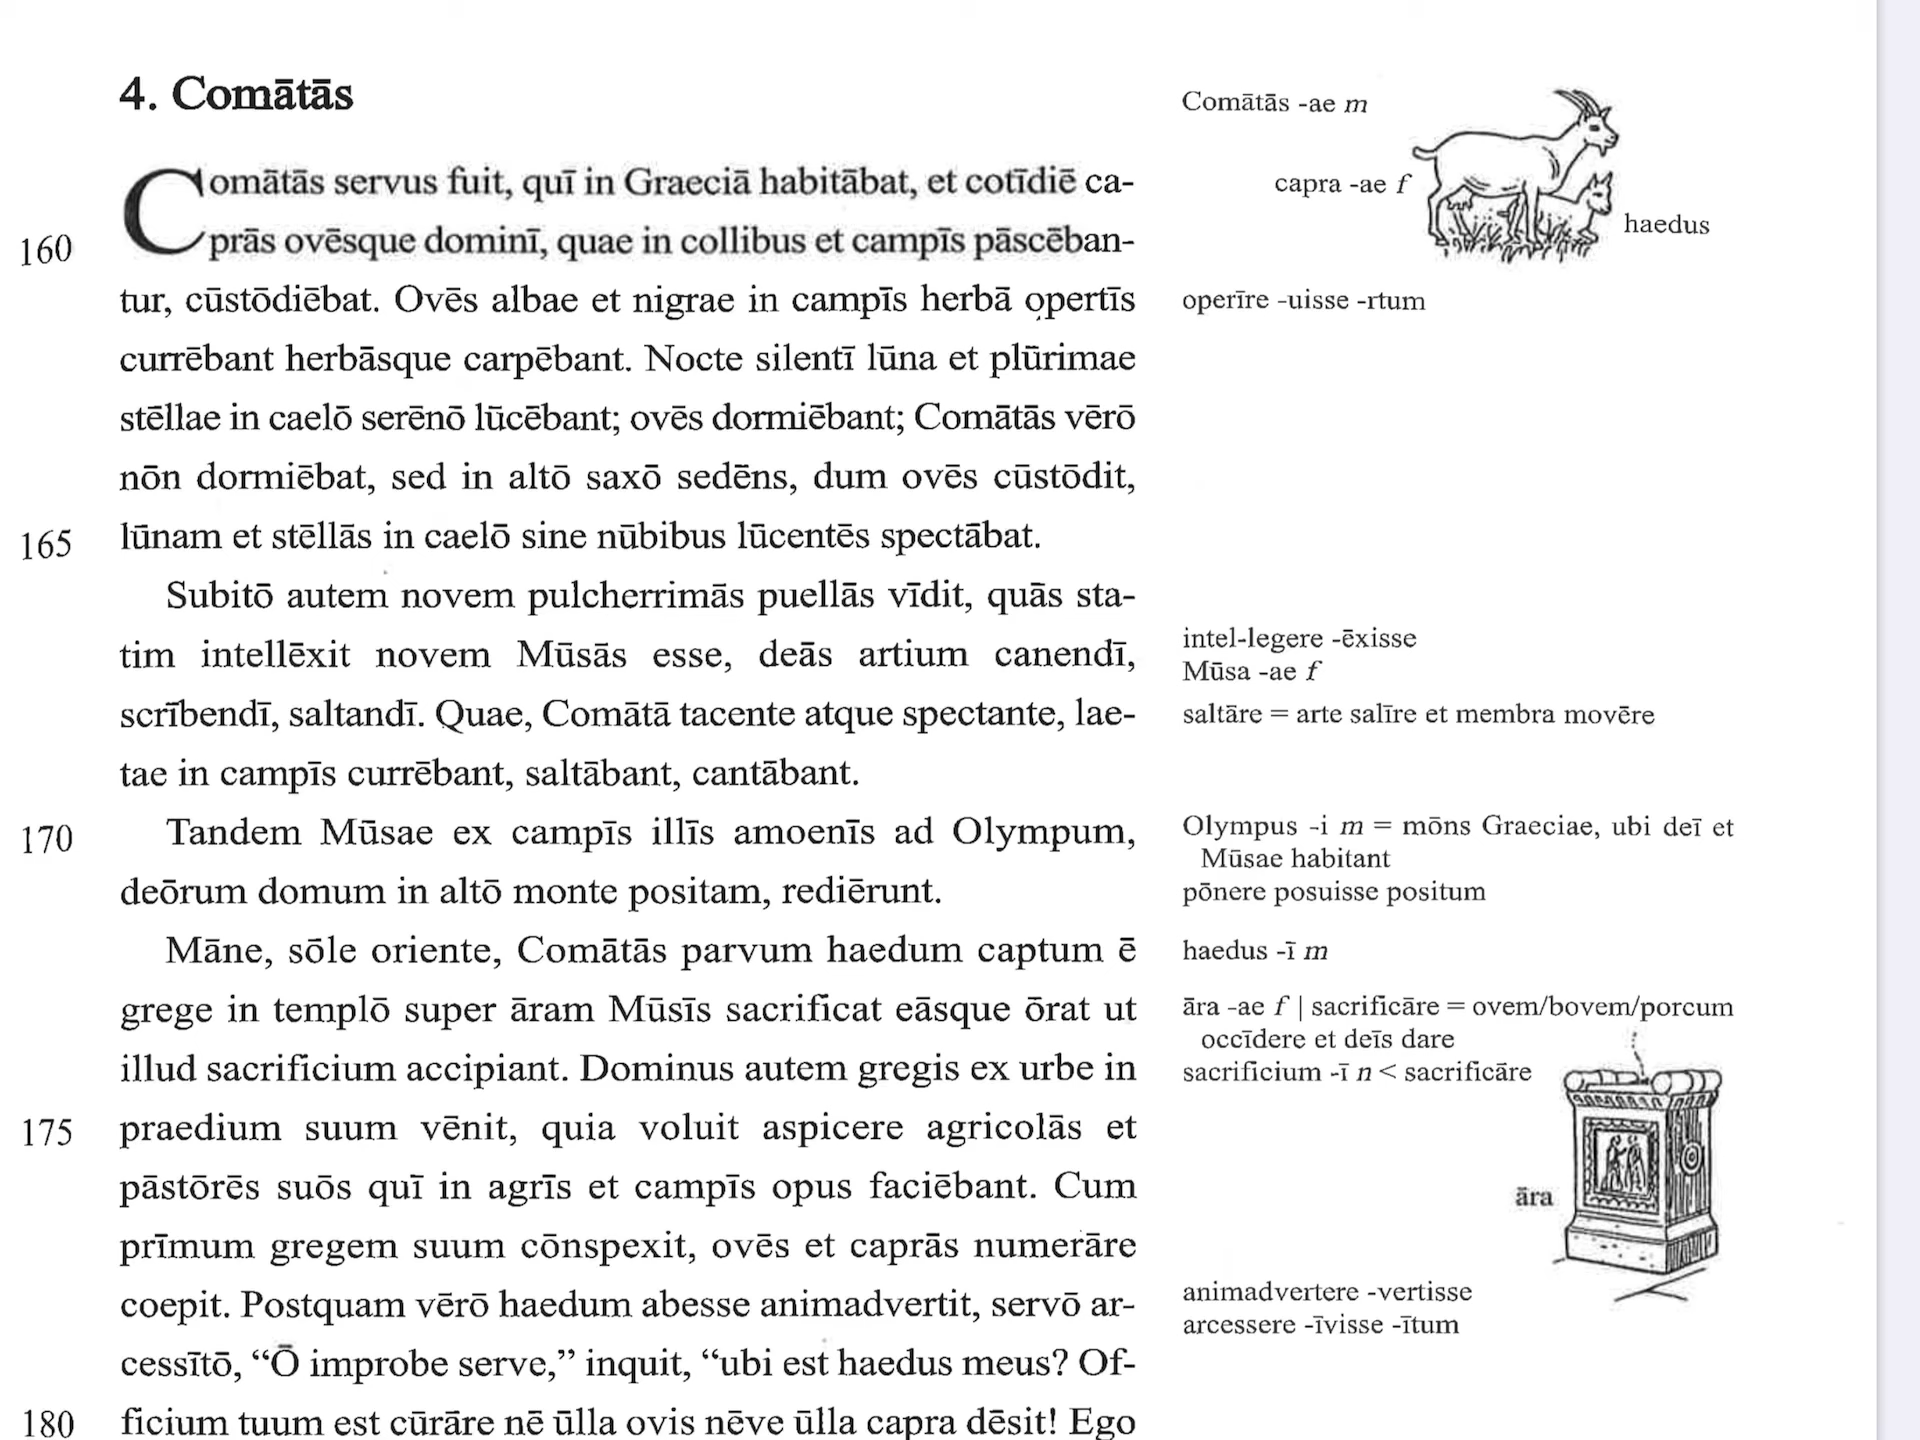 4. Comātās
Comātās servus fuit, quī in Graeciā habitābat, et cotīdiē ca-
160 prās ovēsque dominī, quae in collibus et campīs pāscēban-
tur, cūstōdiēbat. Ovēs albae et nigrae in campīs herbā opertīs
currēbant herbāsque carpēbant. Nocte silentī lūna et plūrimae
stēllae in caelō serēnō lūcēbant; ovēs dormiēbant; Comātās vērō
nōn dormiēbat, sed in altō saxō sedēns, dum ovēs cūstōdit,
165 lūnam et stēllās in caelō sine nūbibus lūcentēs spectābat.
Subitō autem novem pulcherrimās puellās vīdit, quās sta-
tim intellēxit novem Mūsās esse, deās artium canendī,
scrībendī, saltandī. Quae, Comātā tacente atque spectante, lae-
tae in campīs currēbant, saltābant, cantābant.
170 Tandem Mūsae ex campīs illīs amoenīs ad Olympum,
deōrum domum in altō monte positam, rediērunt.
Māne, sōle oriente, Comātās parvum haedum captum ē
grege in templō super āram Mūsīs sacrificat eāsque ōrat ut
illud sacrificium accipiant. Dominus autem gregis ex urbe in
175 praedium suum vēnit, quia voluit aspicere agricolās et
pāstōrēs suōs quī in agrīs et campīs opus faciēbant. Cum
prīmum gregem suum cōnspexit, ovēs et caprās numerāre
coepit. Postquam vērō haedum abesse animadvertit, servō ar-
cessītō, “Ō improbe serve,” inquit, “ubi est haedus meus? Of-
180 ficium tuum est cūrāre nē ūlla ovis nēve ūlla capra dēsit! Ego
Comātās -ae m
capra -ae f
haedus
operīre -uisse -rtum
intel-legere -ēxisse
Mūsa -ae f
saltāre = arte salīre et membra movēre
Olympus -i m = mōns Graeciae, ubi deī et
Mūsae habitant
pōnere posuisse positum
haedus -ī m
āra -ae f | sacrificāre = ovem/bovem/porcum
occīdere et deīs dare
sacrificium -ī n < sacrificāre
āra
animadvertere -vertisse
arcessere -īvisse -ītum